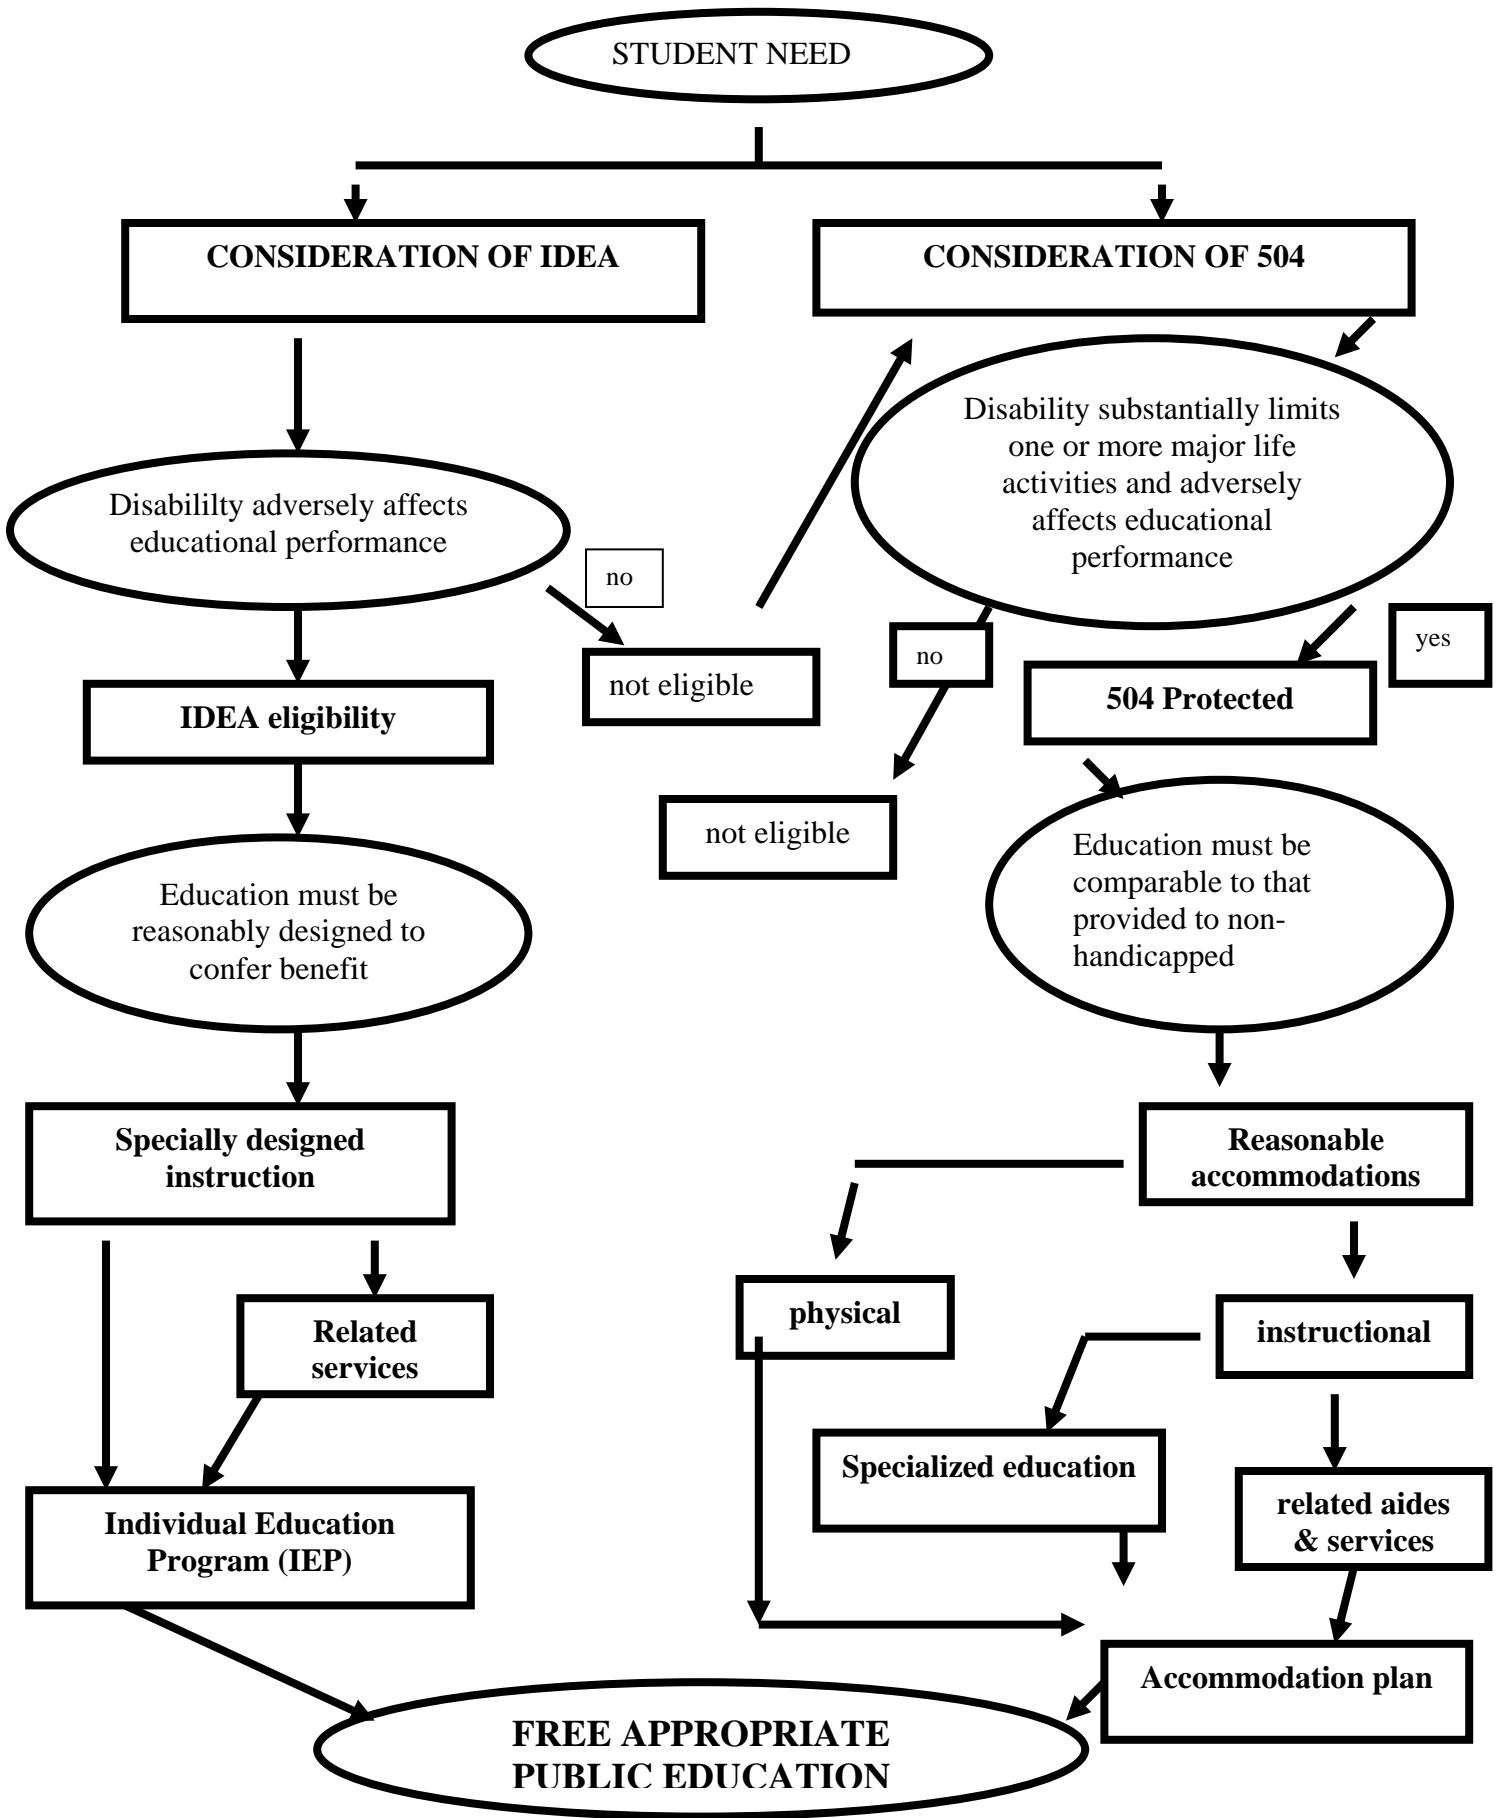 STUDENT NEED
CONSIDERATION OF IDEA
CONSIDERATION OF 504
Disability substantially limits
one or more major life
activities and adversely
affects educational
performance
Disabililty adversely affects
educational performance
no
not eligible
no
yes
504 Protected
IDEA eligibility
not eligible
Education must be
comparable to that
provided to non-
handicapped
Education must be
reasonably designed to
confer benefit
Specially designed
instruction
Reasonable
accommodations
physical
instructional
Related
services
Specialized education
related aides
& services
Individual Education
Program (IEP)
Accommodation plan
FREE APPROPRIATE
PUBLIC EDUCATION